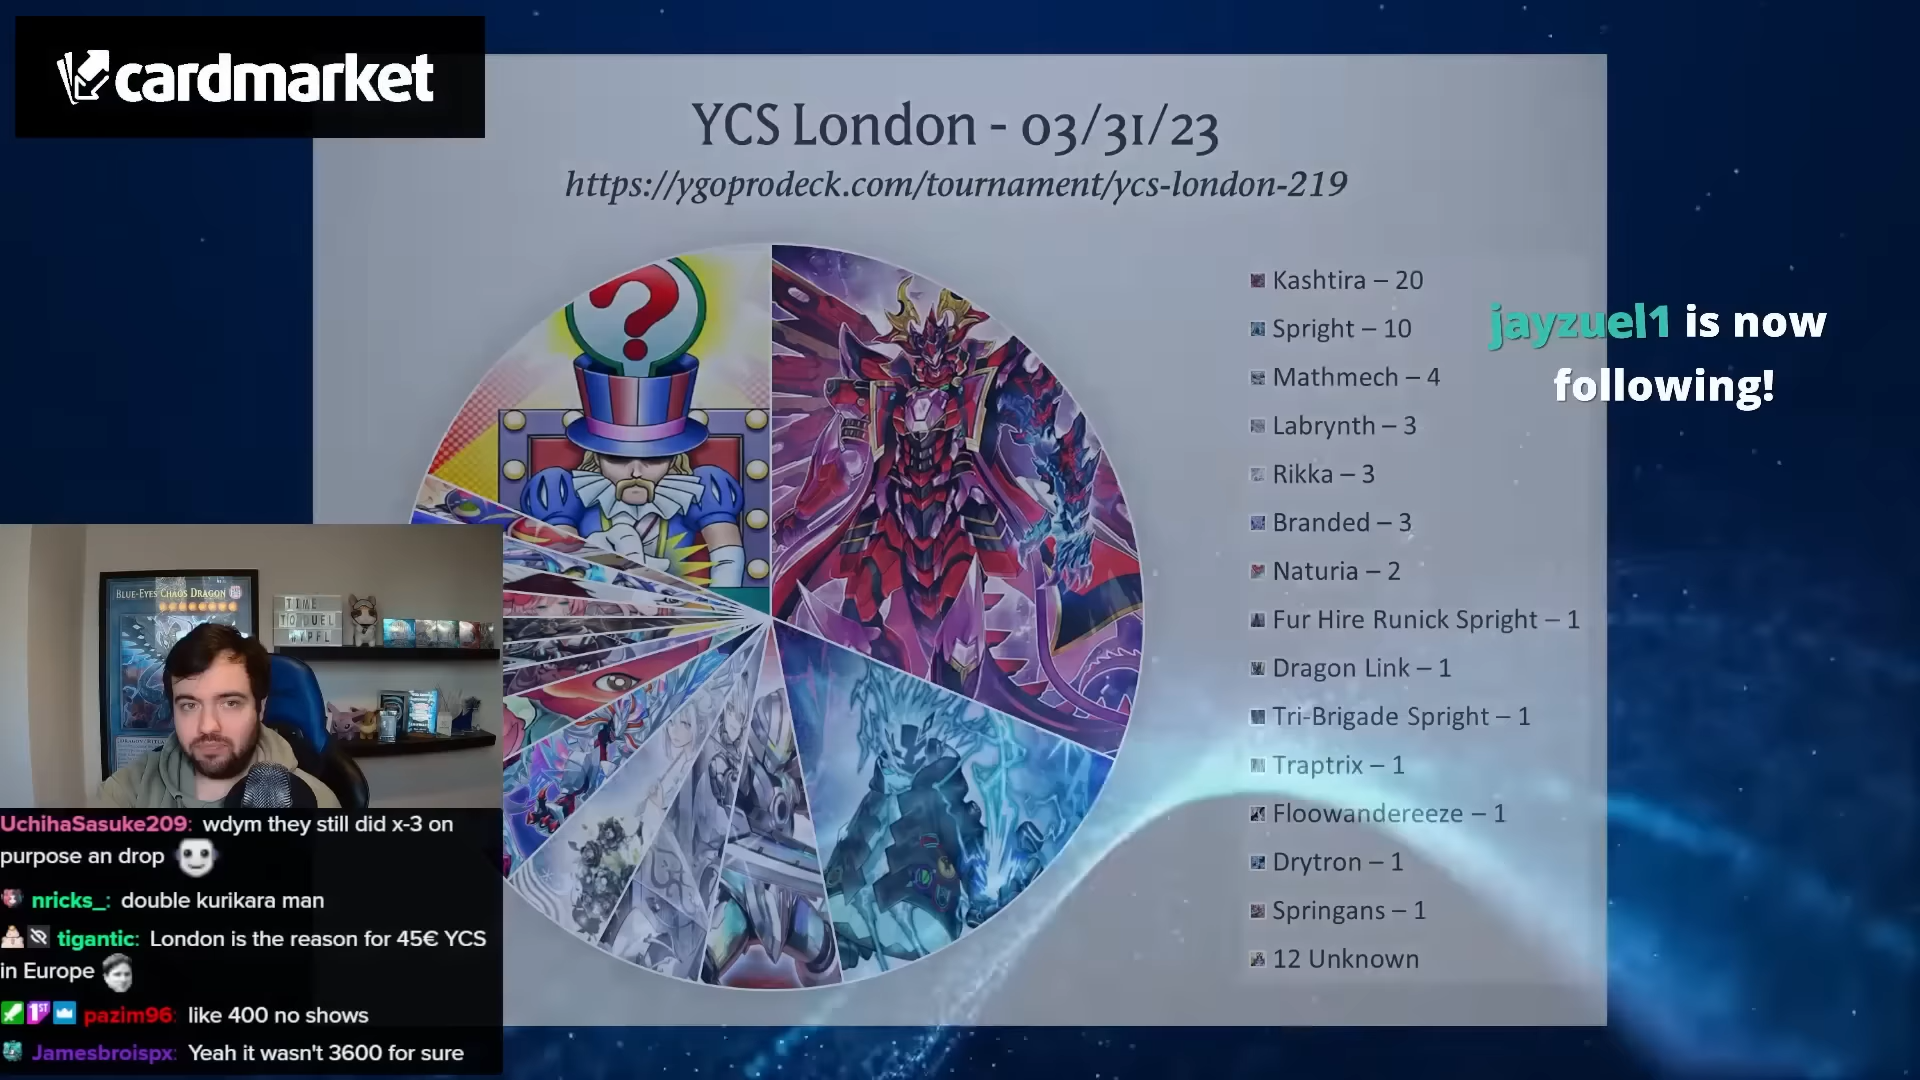 cardmarket
YCS London - 03/31/23
https://ygoprodeck.com/tournament/ycs-london-219
Kashtira – 20
Spright – 10
Mathmech – 4
Labrynth – 3
Rikka – 3
Branded – 3
Naturia – 2
Fur Hire Runick Spright – 1
Dragon Link – 1
Tri-Brigade Spright – 1
Traptrix – 1
Floowandereeze – 1
Drytron – 1
Springans – 1
12 Unknown
jayzuel1 is now
following!
?
BLUE-EYES CHAOS DRAGON
TIME
TO DUEL
UchihaSasuke209: wdym they still did x-3 on
purpose an drop
nricks_: double kurikara man
tigantic: London is the reason for 45€ YCS
in Europe
1ST pazim96: like 400 no shows
Jamesbroispx: Yeah it wasn't 3600 for sure